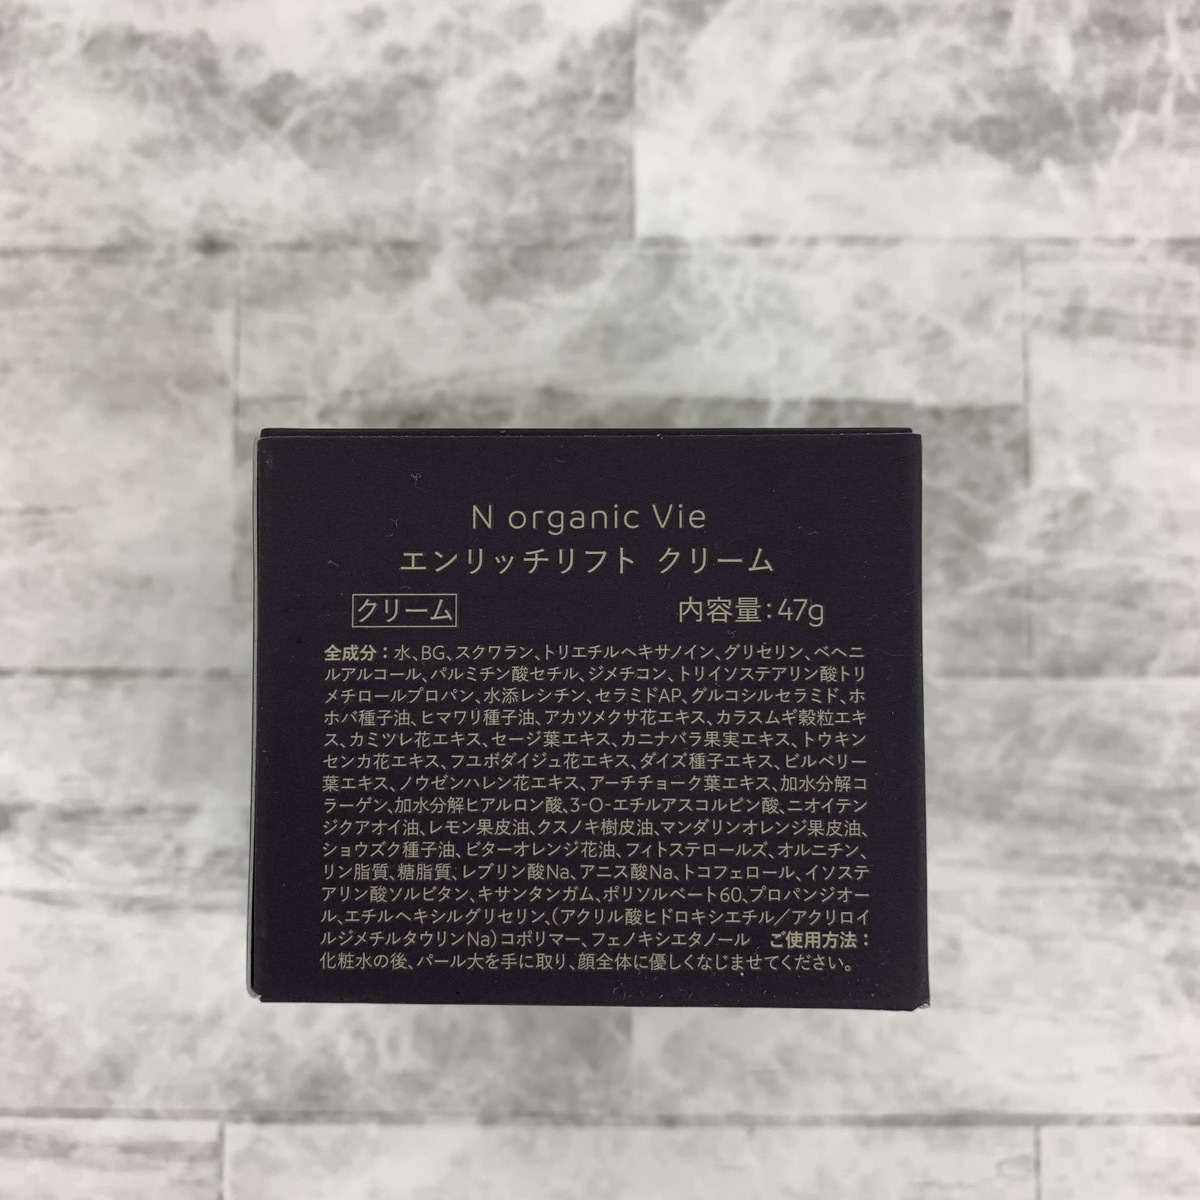 N organic Vie
エンリッチリフト クリーム
クリーム 内容量:47g
全成分:水、BG、スクワラン、トリエチルヘキサノイン、グリセリン、ベヘニ
ルアルコール、パルミチン酸セチル、ジメチコン、トリイソステアリン酸トリ
メチロールプロパン、水添レシチン、セラミドAP、グルコシルセラミド、ホ
ホバ種子油、ヒマワリ種子油、アカツメクサ花エキス、カラスムギ穀粒エキ
ス、カミツレ花エキス、セージ葉エキス、カニナバラ果実エキス、トウキン
センカ花エキス、フユボダイジュ花エキス、ダイズ種子エキス、ビルベリー
葉エキス、ノウゼンハレン花エキス、アーチチョーク葉エキス、加水分解コ
ラーゲン、加水分解ヒアルロン酸、3-O-エチルアスコルビン酸、ニオイテン
ジクアオイ油、レモン果皮油、クスノキ樹皮油、マンダリンオレンジ果皮油、
ショウズク種子油、ビターオレンジ花油、フィトステロールズ、オルニチン、
リン脂質、糖脂質、レブリン酸Na、アニス酸Na、トコフェロール、イソステ
アリン酸ソルビタン、キサンタンガム、ポリソルベート60、プロパンジオー
ル、エチルヘキシルグリセリン、(アクリル酸ヒドロキシエチル／アクリロイ
ルジメチルタウリンNa)コポリマー、フェノキシエタノール ご使用方法:
化粧水の後、パール大を手に取り、顔全体に優しくなじませてください。